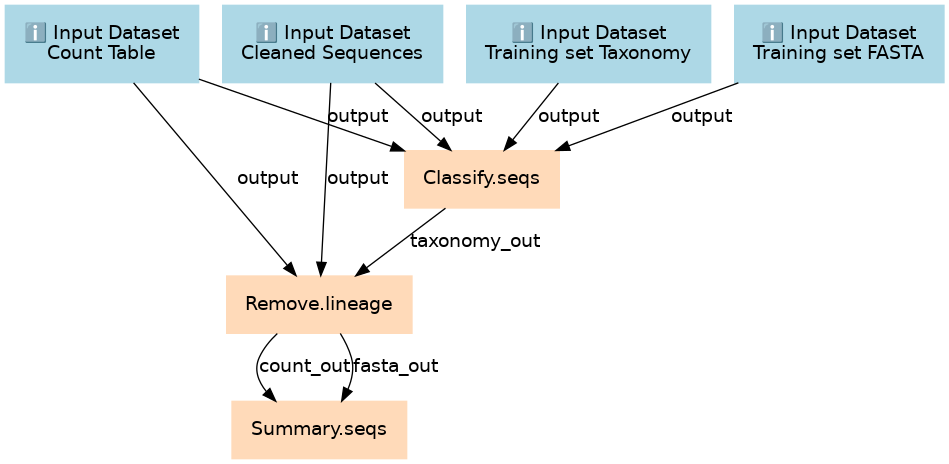 ℹ️ Input Dataset
Count Table
ℹ️ Input Dataset
Cleaned Sequences
ℹ️ Input Dataset
Training set Taxonomy
ℹ️ Input Dataset
Training set FASTA
output
output
output
output
output
output
Classify.seqs
taxonomy_out
Remove.lineage
count_out
fasta_out
Summary.seqs